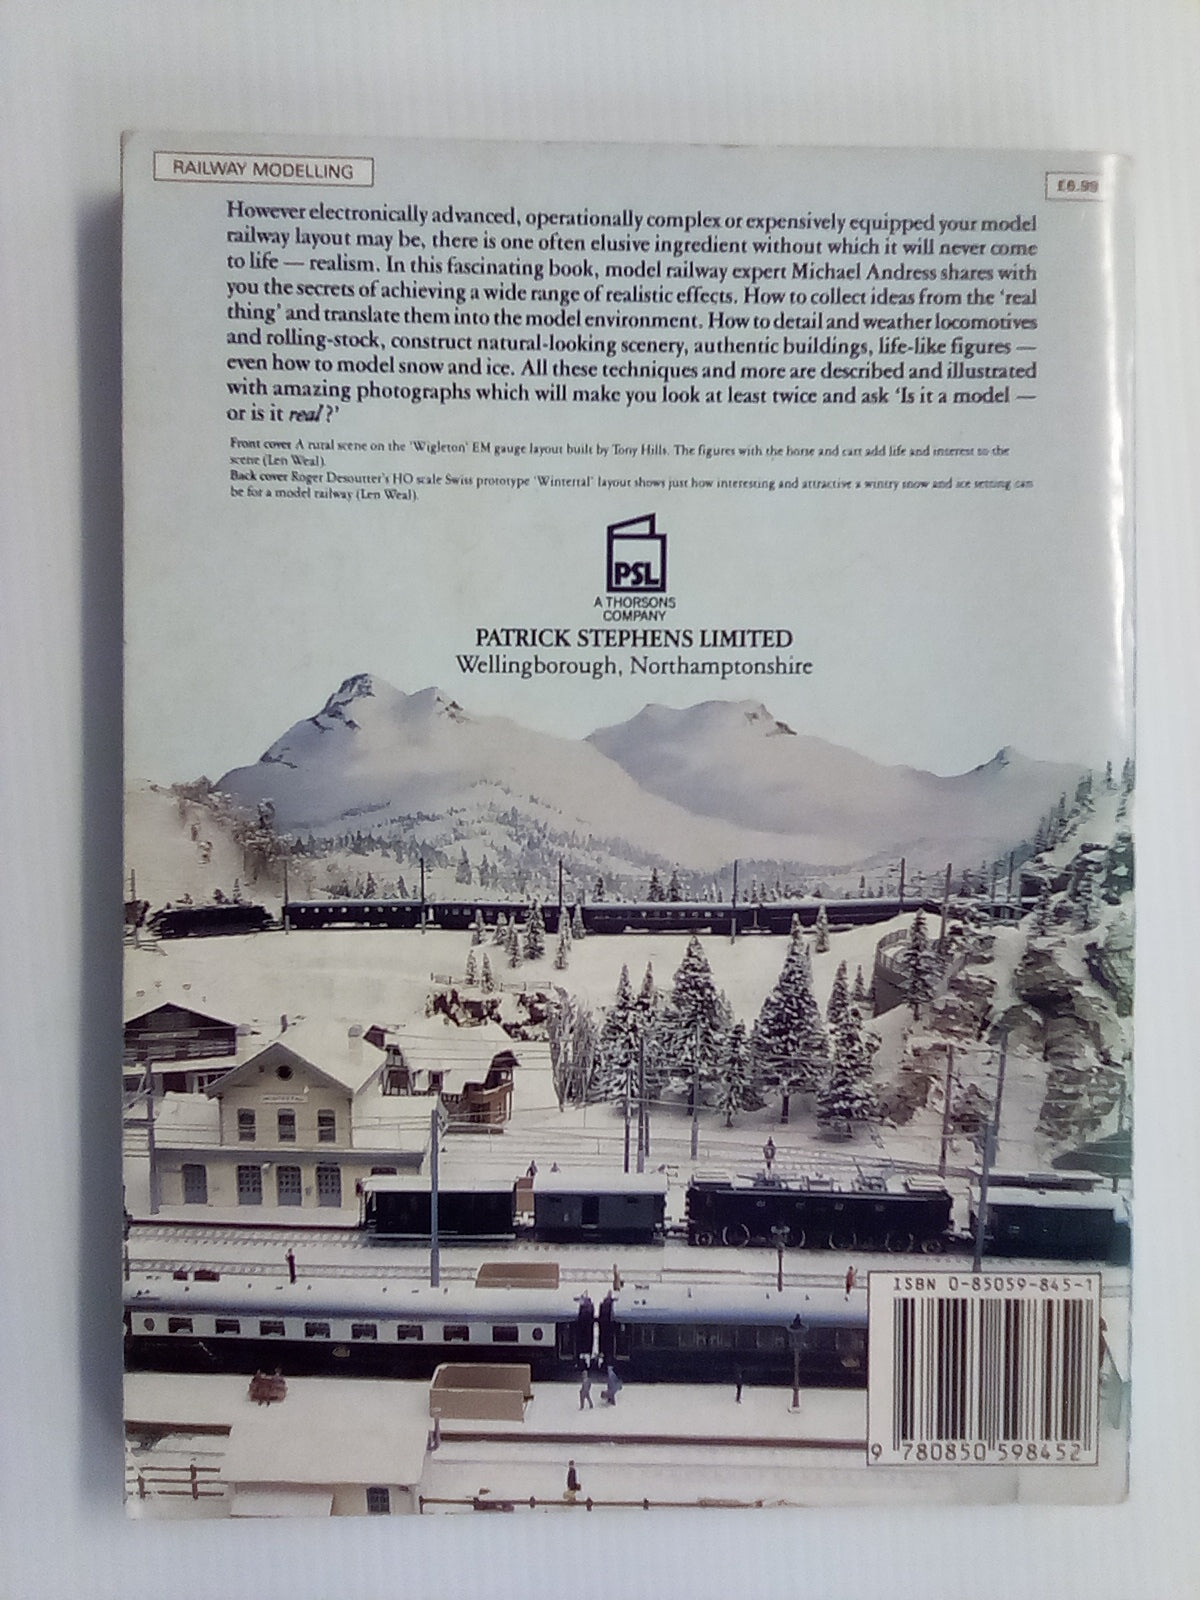 RAILWAY MODELLING
£6.99
However electronically advanced, operationally complex or expensively equipped your model
railway layout may be, there is one often elusive ingredient without which it will never come
to life — realism. In this fascinating book, model railway expert Michael Andress shares with
you the secrets of achieving a wide range of realistic effects. How to collect ideas from the ‘real
thing’ and translate them into the model environment. How to detail and weather locomotives
and rolling-stock, construct natural-looking scenery, authentic buildings, life-like figures —
even how to model snow and ice. All these techniques and more are described and illustrated
with amazing photographs which will make you look at least twice and ask ‘Is it a model —
or is it real?’
Front cover A rural scene on the ‘Wigleton’ EM gauge layout built by Tony Hills. The figures with the horse and cart add life and interest to the
scene (Len Weal).
Back cover Roger Desoutter’s HO scale Swiss prototype ‘Wintertal’ layout shows just how interesting and attractive a wintry snow and ice setting can
be for a model railway (Len Weal).
PSL
A THORSONS
COMPANY
PATRICK STEPHENS LIMITED
Wellingborough, Northamptonshire
ISBN 0-85059-845-1
9 780850 598452